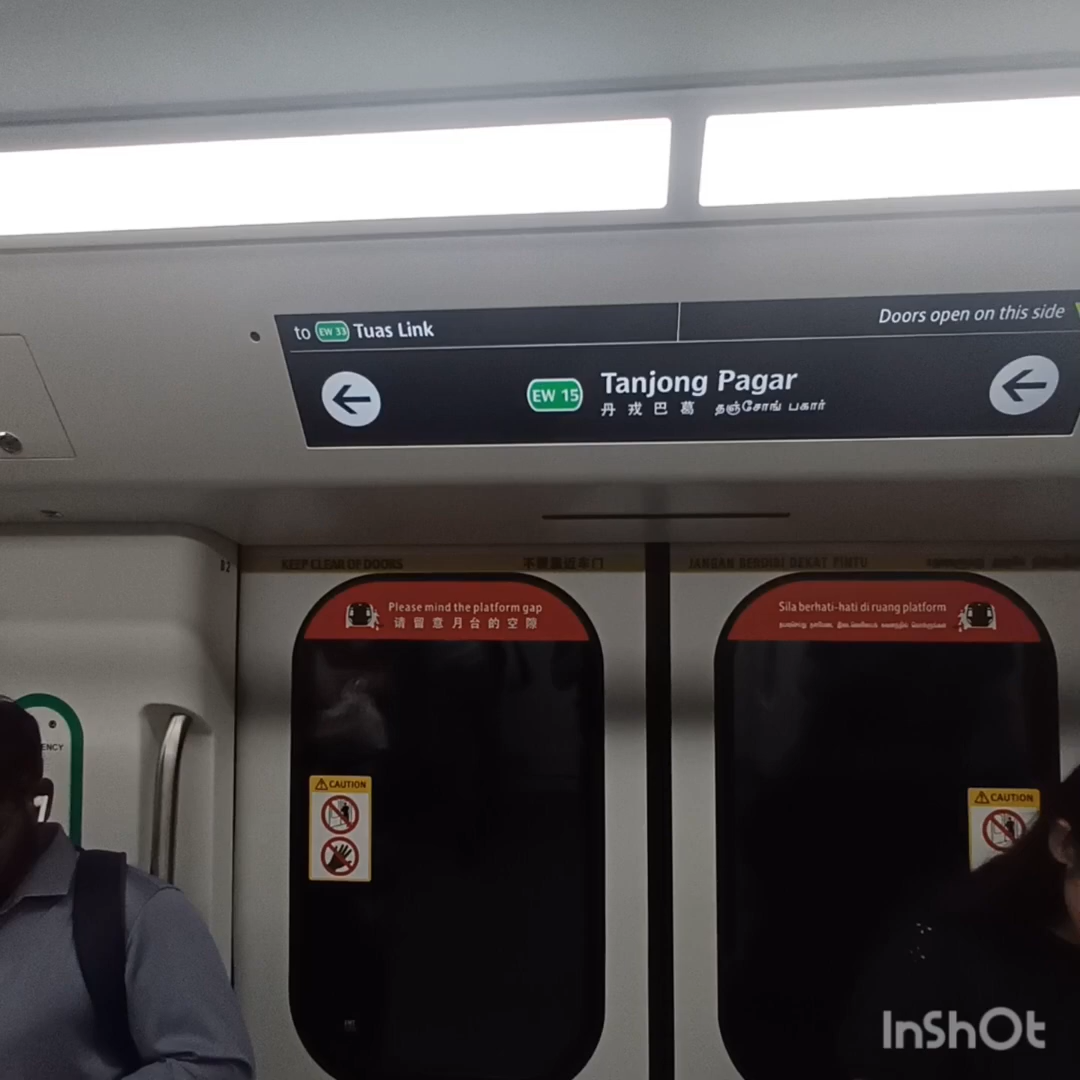 to EW 33 Tuas Link
Doors open on this side
EW 15 Tanjong Pagar
丹戎巴葛 தஞ்சோங் பகார்
KEEP CLEAR OF DOORS
JANGAN BERDIRI DEKAT PINTU
82
Please mind the platform gap
请留意月台的空隙
Sila berhati-hati di ruang platform
ENCY
CAUTION
CAUTION
InShOt